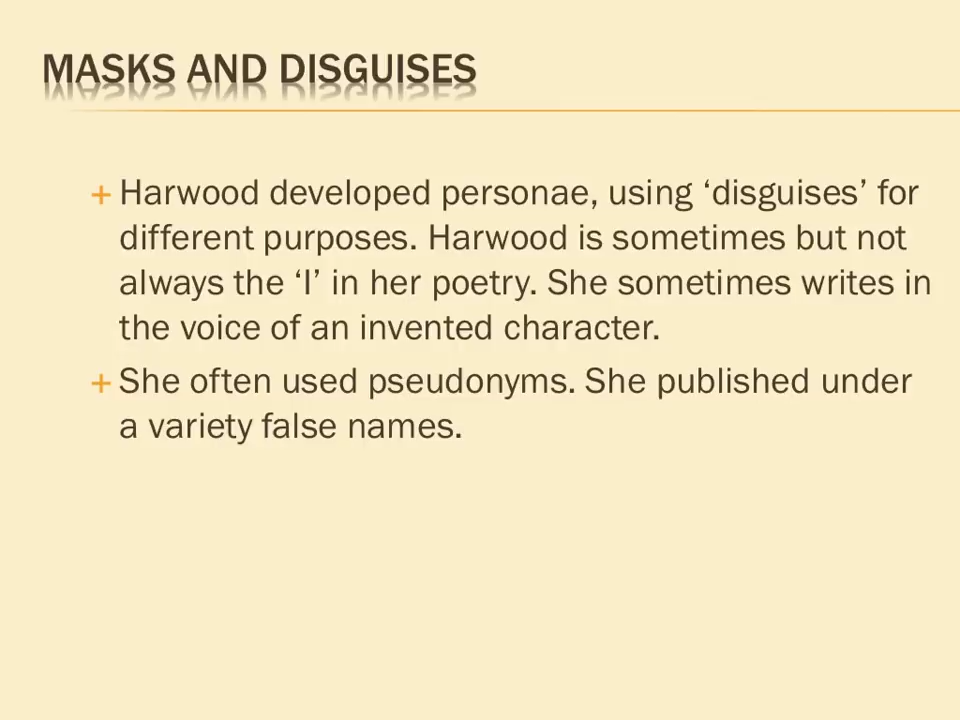 MASKS AND DISGUISES
+ Harwood developed personae, using ‘disguises’ for
different purposes. Harwood is sometimes but not
always the ‘I’ in her poetry. She sometimes writes in
the voice of an invented character.
+ She often used pseudonyms. She published under
a variety false names.